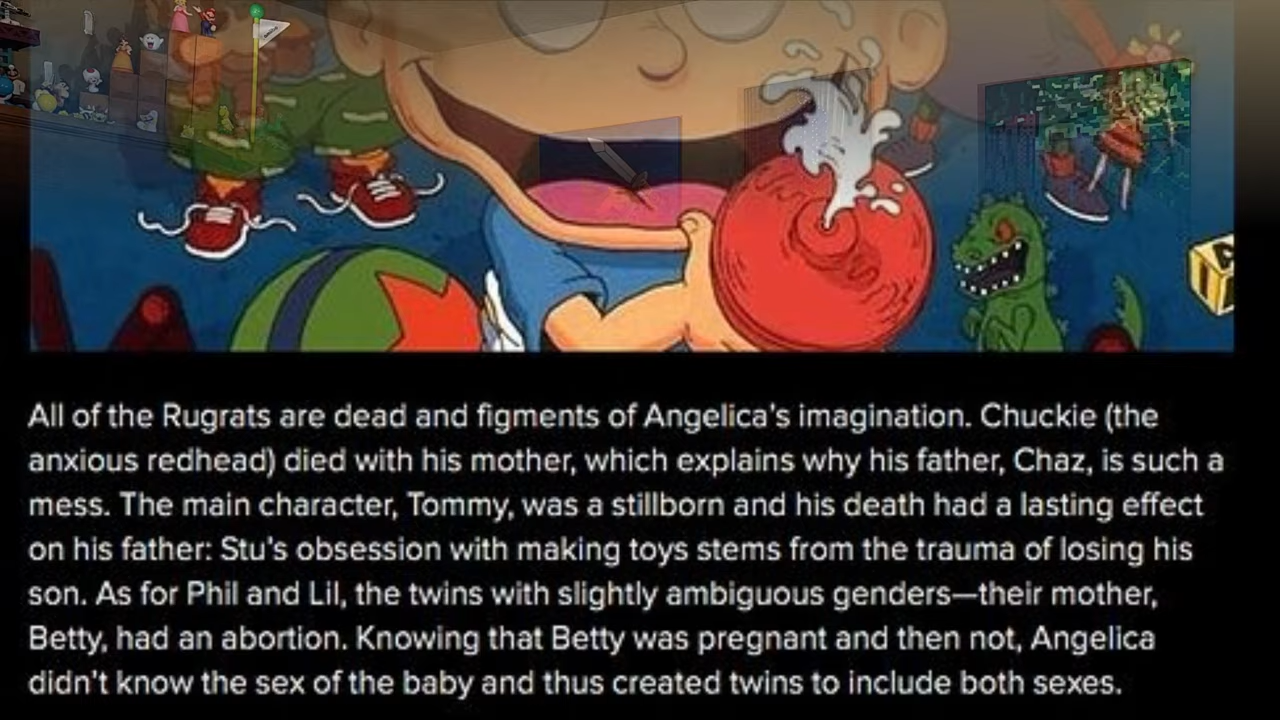 All of the Rugrats are dead and figments of Angelica's imagination. Chuckie (the
anxious redhead) died with his mother, which explains why his father, Chaz, is such a
mess. The main character, Tommy, was a stillborn and his death had a lasting effect
on his father: Stu's obsession with making toys stems from the trauma of losing his
son. As for Phil and Lil, the twins with slightly ambiguous genders—their mother,
Betty, had an abortion. Knowing that Betty was pregnant and then not, Angelica
didn't know the sex of the baby and thus created twins to include both sexes.